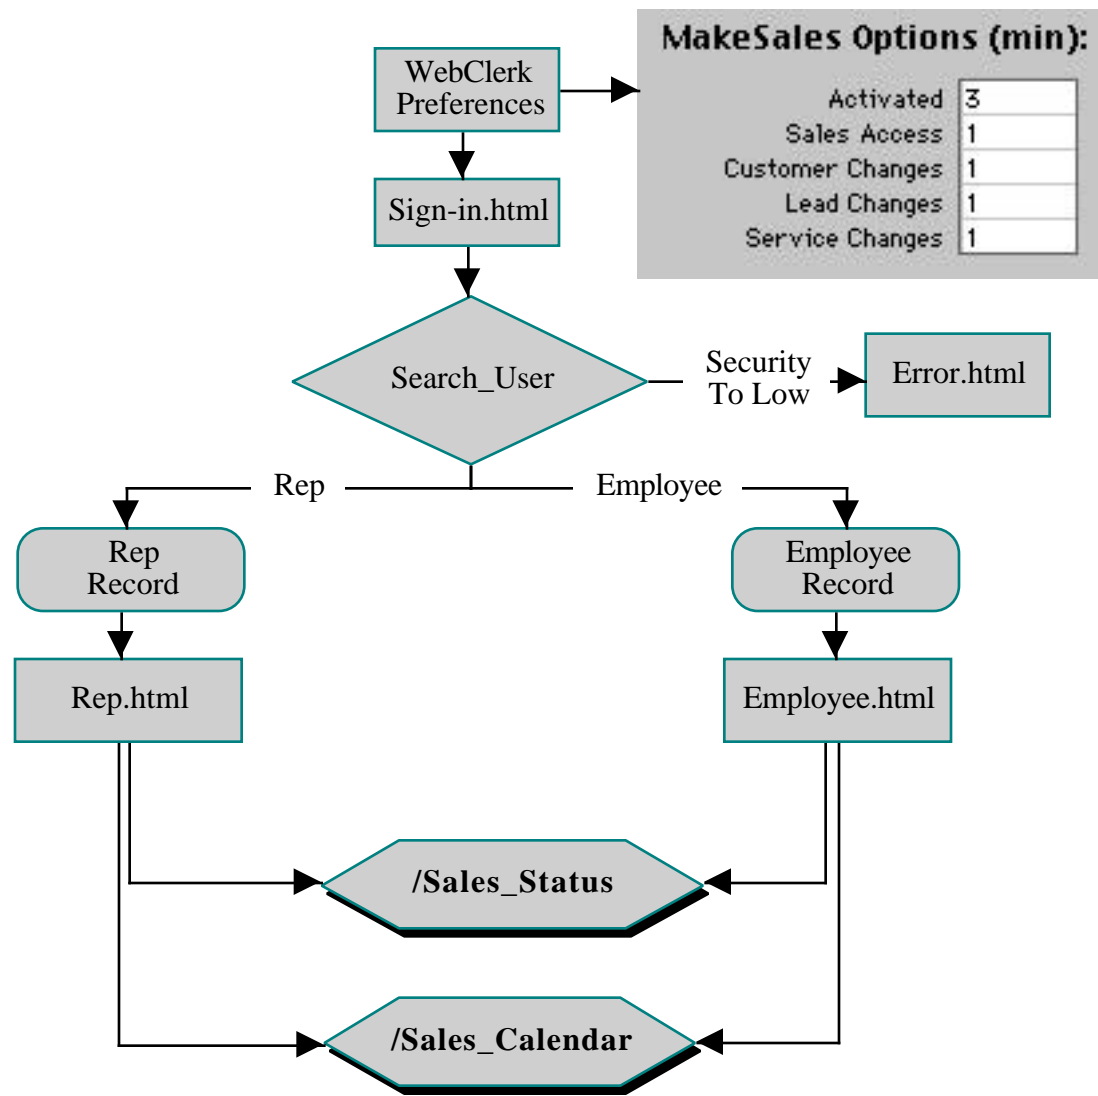 MakeSales Options (min):
WebClerk
Preferences
Activated 3
Sales Access 1
Customer Changes 1
Lead Changes 1
Service Changes 1
Sign-in.html
Search_User
Security
To Low
Error.html
Rep
Employee
Rep
Record
Employee
Record
Rep.html
Employee.html
/Sales_Status
/Sales_Calendar